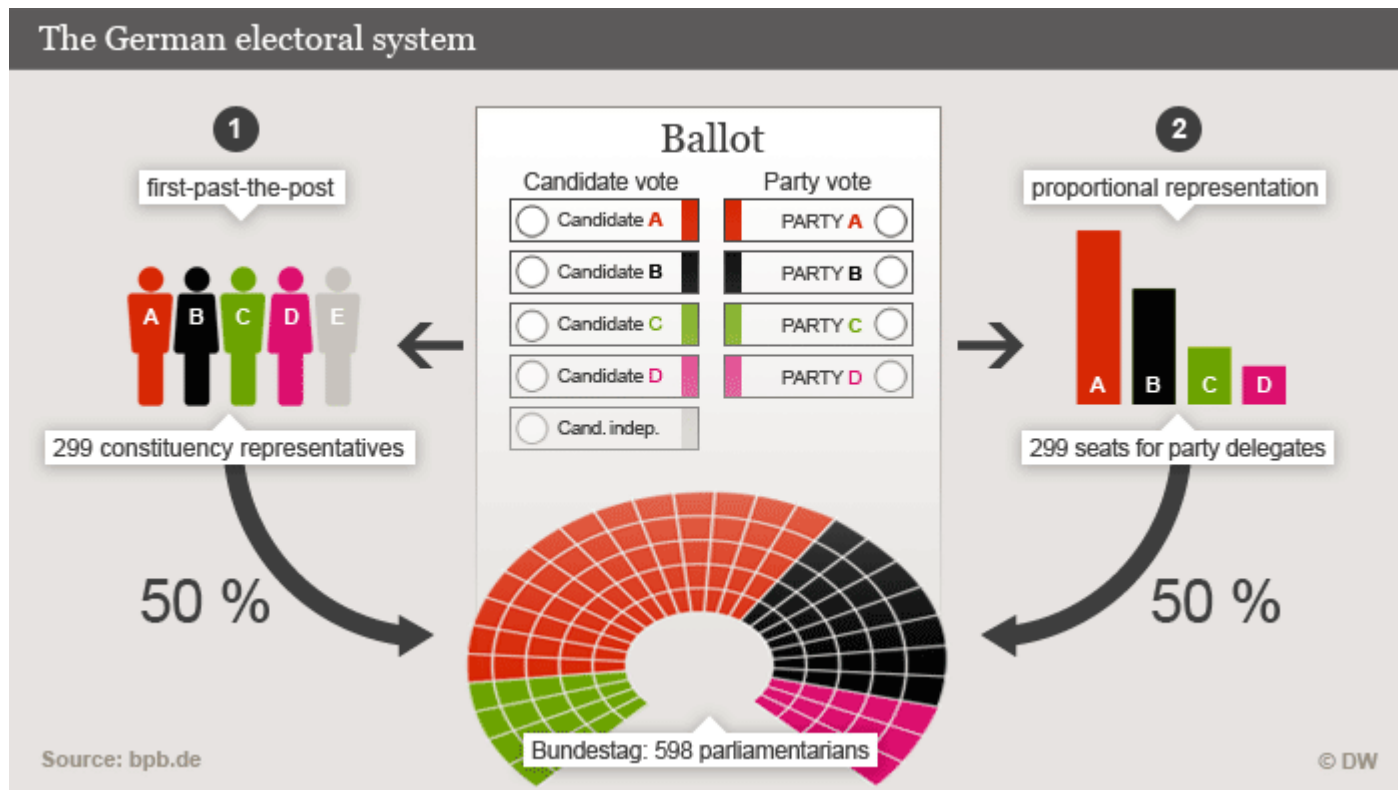 The German electoral system
1
first-past-the-post
A B C D E
299 constituency representatives
50 %
Ballot
Candidate vote
Party vote
Candidate A
PARTY A
Candidate B
PARTY B
Candidate C
PARTY C
Candidate D
PARTY D
Cand. indep.
2
proportional representation
A B C D
299 seats for party delegates
50 %
Bundestag: 598 parliamentarians
Source: bpb.de
© DW